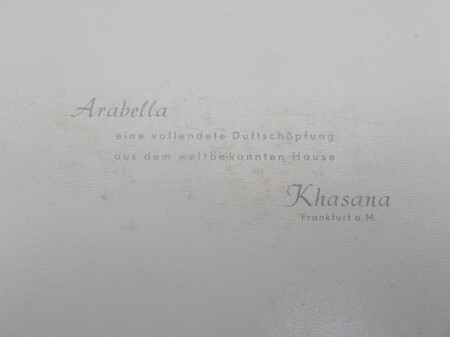 Arabella
eine vollendete Duftschöpfung
aus dem weltbekannten Hause
Khasana
Frankfurt a. M.